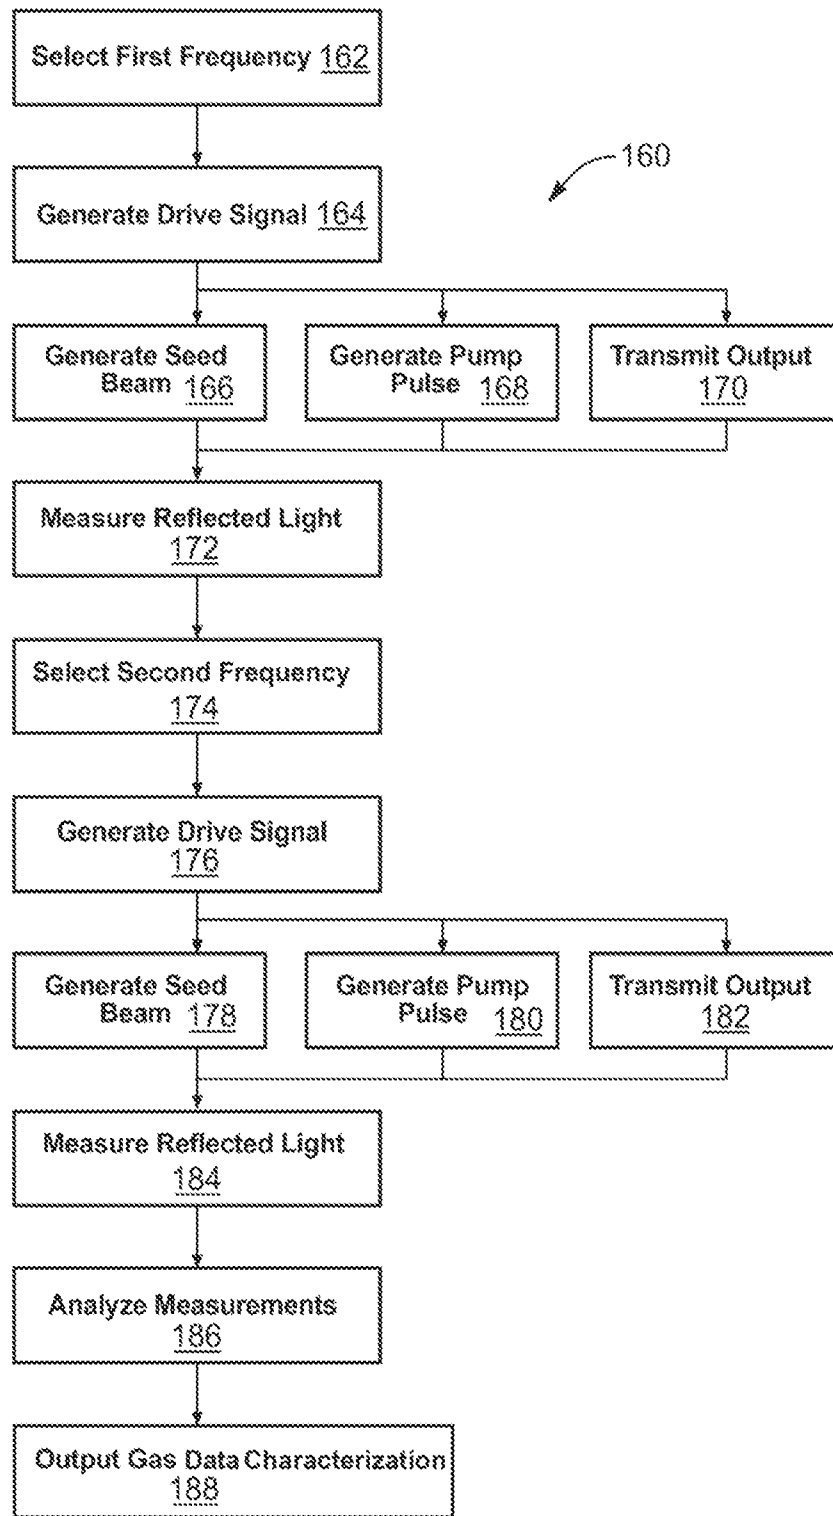 Select First Frequency 162
160
Generate Drive Signal 164
Generate Seed
Beam 166
Generate Pump
Pulse 168
Transmit Output
170
Measure Reflected Light
172
Select Second Frequency
174
Generate Drive Signal
176
Generate Seed
Beam 178
Generate Pump
Pulse 180
Transmit Output
182
Measure Reflected Light
184
Analyze Measurements
186
Output Gas Data Characterization
188